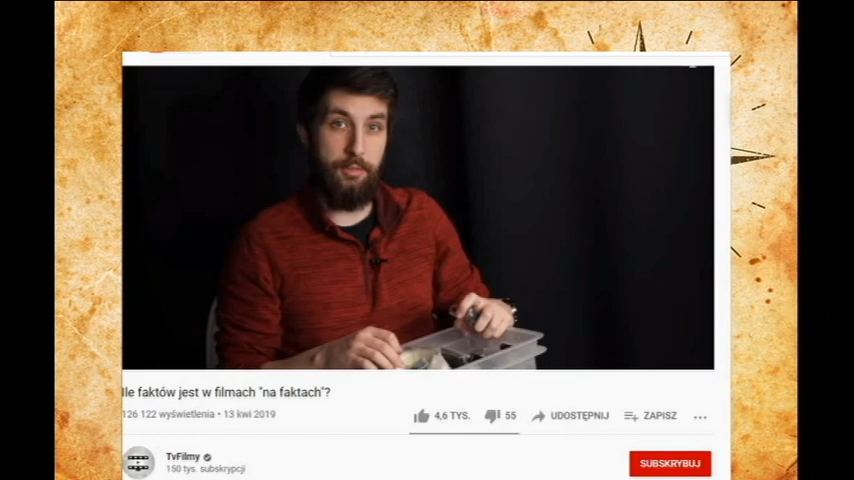 Ile faktów jest w filmach "na faktach"?
126 122 wyświetlenia • 13 kwi 2019
4,6 TYS.
55
UDOSTĘPNIJ
ZAPISZ
TvFilmy
150 tys. subskrypcji
SUBSKRYBUJ